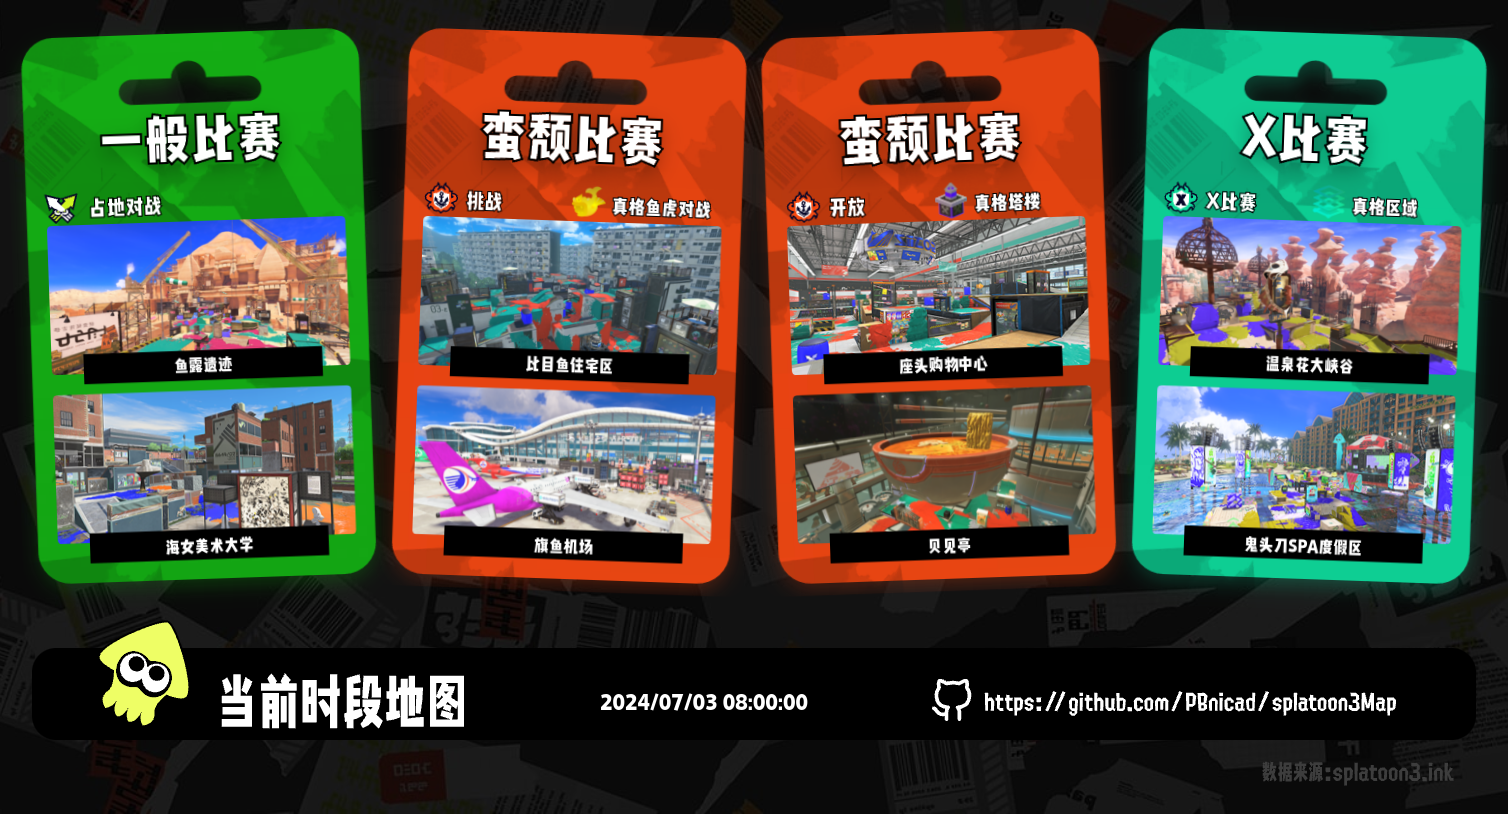 一般比赛
占地对战
鱼露遗迹
海女美术大学
蛮颓比赛
挑战
真格鱼虎对战
比目鱼住宅区
旗鱼机场
蛮颓比赛
开放
真格塔楼
座头购物中心
贝见亭
X比赛
X比赛
真格区域
温泉花大峡谷
鬼头刀SPA度假区
当前时段地图
2024/07/03 08:00:00
https://github.com/PBnicad/splatoon3Map
数据来源:splatoon3.ink